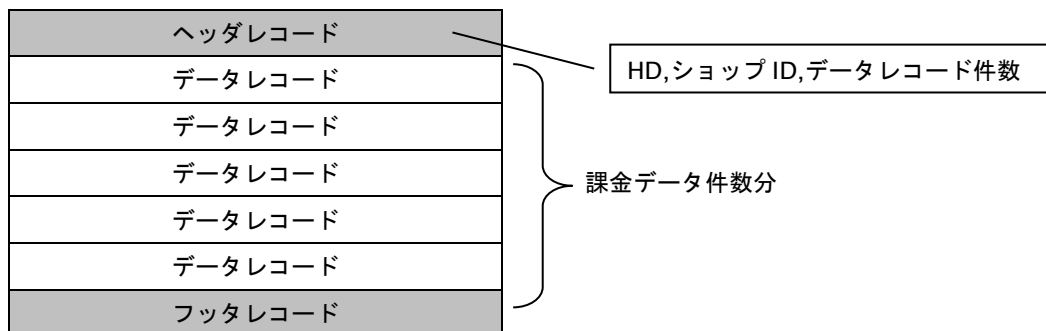 ヘッダレコード
HD,ショップ ID,データレコード件数
データレコード
データレコード
データレコード
課金データ件数分
データレコード
データレコード
フッタレコード